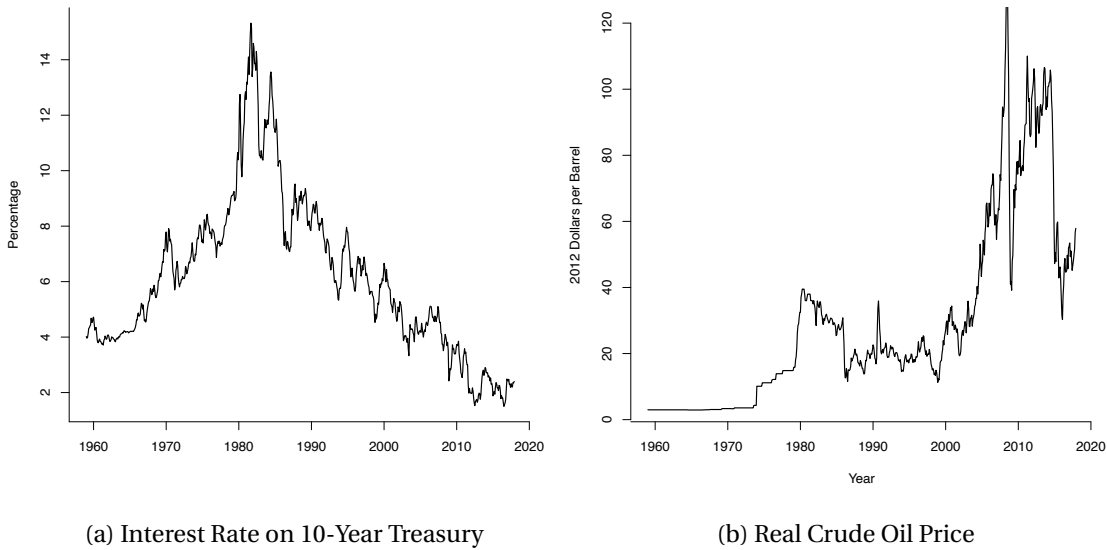 Percentage
14
12
10
8
6
4
2
1960 1970 1980 1990 2000 2010 2020
(a) Interest Rate on 10-Year Treasury
2012 Dollars per Barrel
120
100
80
60
40
20
0
1960 1970 1980 1990 2000 2010 2020
Year
(b) Real Crude Oil Price